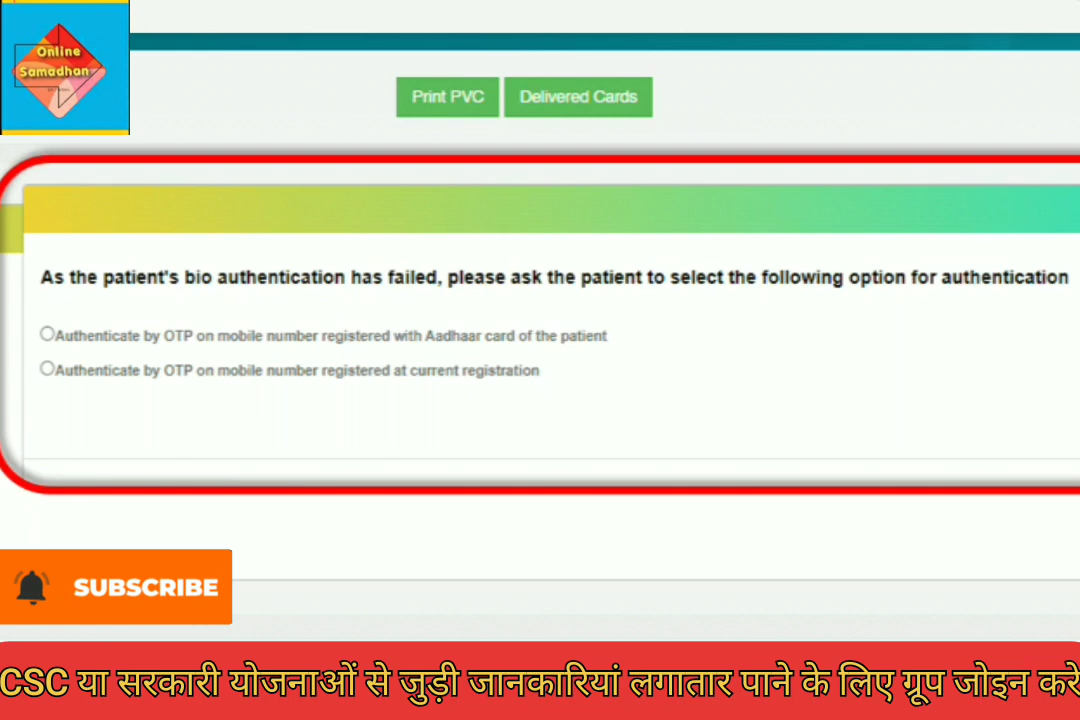 Online
Samadhan
Print PVC
Delivered Cards
As the patient's bio authentication has failed, please ask the patient to select the following option for authentication
Authenticate by OTP on mobile number registered with Aadhaar card of the patient
Authenticate by OTP on mobile number registered at current registration
SUBSCRIBE
CSC या सरकारी योजनाओं से जुड़ी जानकारियां लगातार पाने के लिए ग्रूप जोइन करे